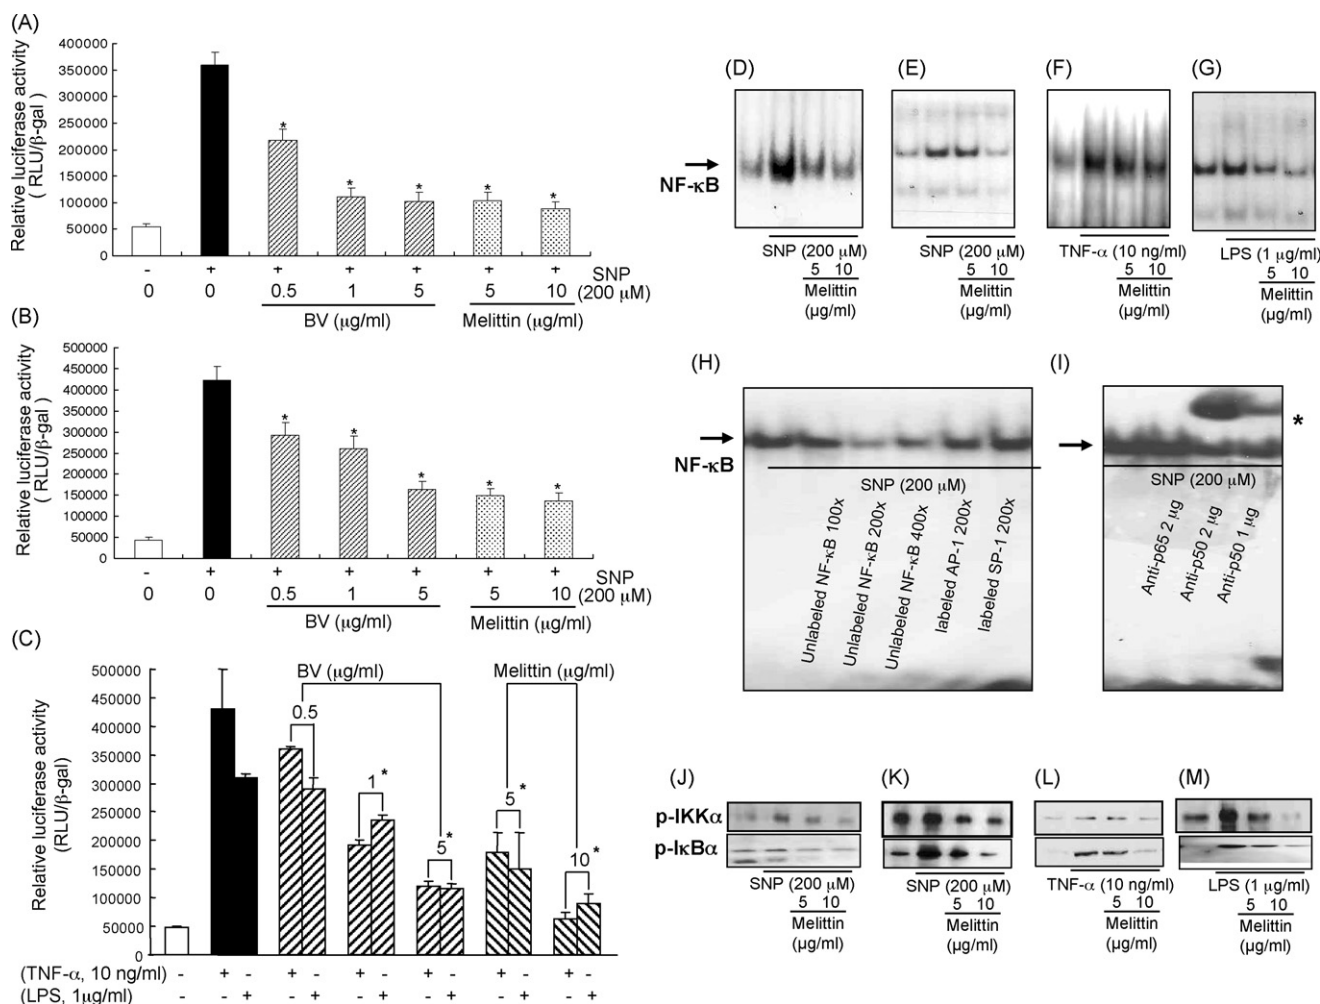 (A)
Relative luciferase activity
( RLU/β-gal )
400000
350000
300000
250000
200000
150000
100000
50000
0
* * * * *
- + + + + + + SNP
0 0 0.5 1 5 5 10 (200 μM)
BV (μg/ml) Melittin (μg/ml)
(B)
Relative luciferase activity
( RLU/β-gal )
500000
450000
400000
350000
300000
250000
200000
150000
100000
50000
0
* * * * *
- + + + + + + SNP
0 0 0.5 1 5 5 10 (200 μM)
BV (μg/ml) Melittin (μg/ml)
(C)
Relative luciferase activity
(RLU/β-gal)
500000
450000
400000
350000
300000
250000
200000
150000
100000
50000
0
BV (μg/ml) Melittin (μg/ml)
0.5
1 *
5 *
5 *
10 *
(TNF-α, 10 ng/ml) - + - + - + - + - + - + -
(LPS, 1μg/ml) - - + - + - + - + - + - +
(D) (E) (F) (G)
NF-κB
SNP (200 μM) SNP (200 μM) TNF-α (10 ng/ml) LPS (1 μg/ml)
5 10 5 10 5 10 5 10
Melittin Melittin Melittin Melittin
(μg/ml) (μg/ml) (μg/ml) (μg/ml)
(H)
NF-κB
SNP (200 μM)
Unlabeled NF-κB 100x
Unlabeled NF-κB 200x
Unlabeled NF-κB 400x
labeled AP-1 200x
labeled SP-1 200x
(I)
*
SNP (200 μM)
Anti-p65 2 μg
Anti-p50 2 μg
Anti-p50 1 μg
(J) (K) (L) (M)
p-IKKα
p-IκBα
SNP (200 μM) SNP (200 μM) TNF-α (10 ng/ml) LPS (1 μg/ml)
5 10 5 10 5 10 5 10
Melittin Melittin Melittin Melittin
(μg/ml) (μg/ml) (μg/ml) (μg/ml)